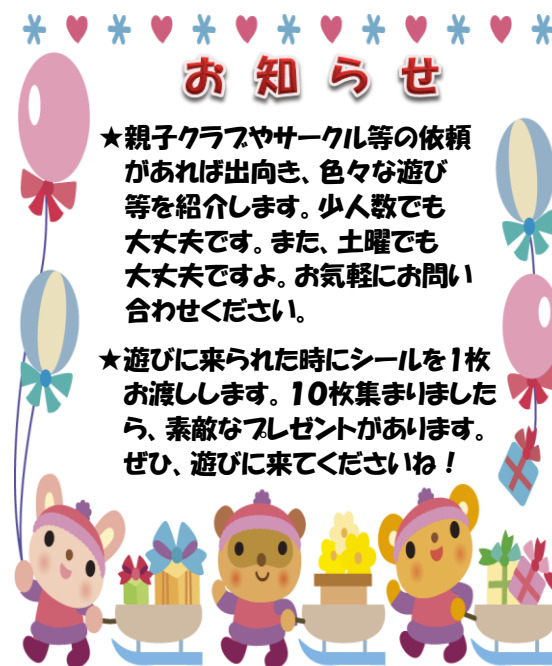 お知らせ
★親子クラブやサークル等の依頼
があれば出向き、色々な遊び
等を紹介します。少人数でも
大丈夫です。また、土曜でも
大丈夫ですよ。お気軽にお問い
合わせください。
★遊びに来られた時にシールを1枚
お渡しします。10枚集まりました
ら、素敵なプレゼントがあります。
ぜひ、遊びに来てくださいね！